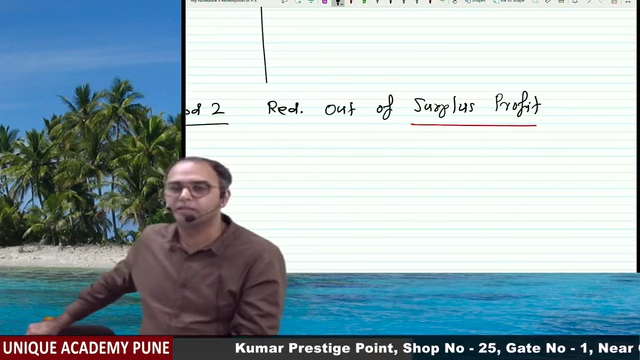 od 2 Red. out of Surplus Profit
UNIQUE ACADEMY PUNE Kumar Prestige Point, Shop No - 25, Gate No - 1, Near